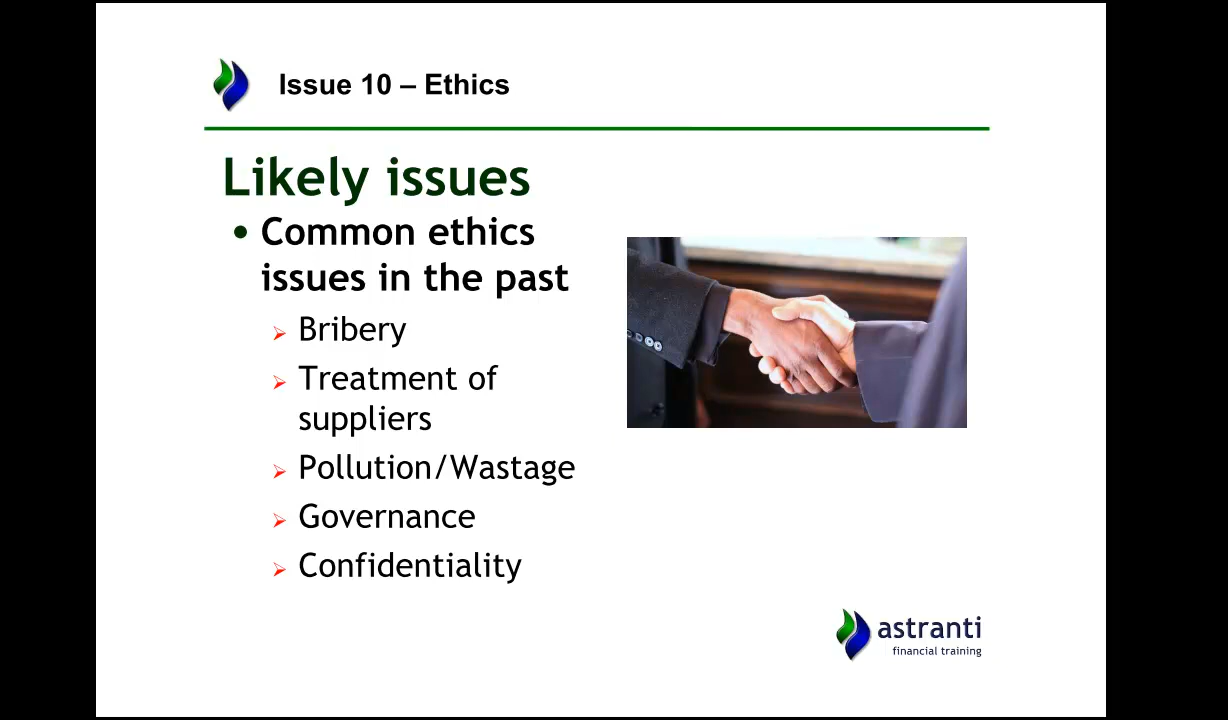 Issue 10 – Ethics
Likely issues
• Common ethics
issues in the past
Bribery
Treatment of
suppliers
Pollution/Wastage
Governance
Confidentiality
astranti
financial training